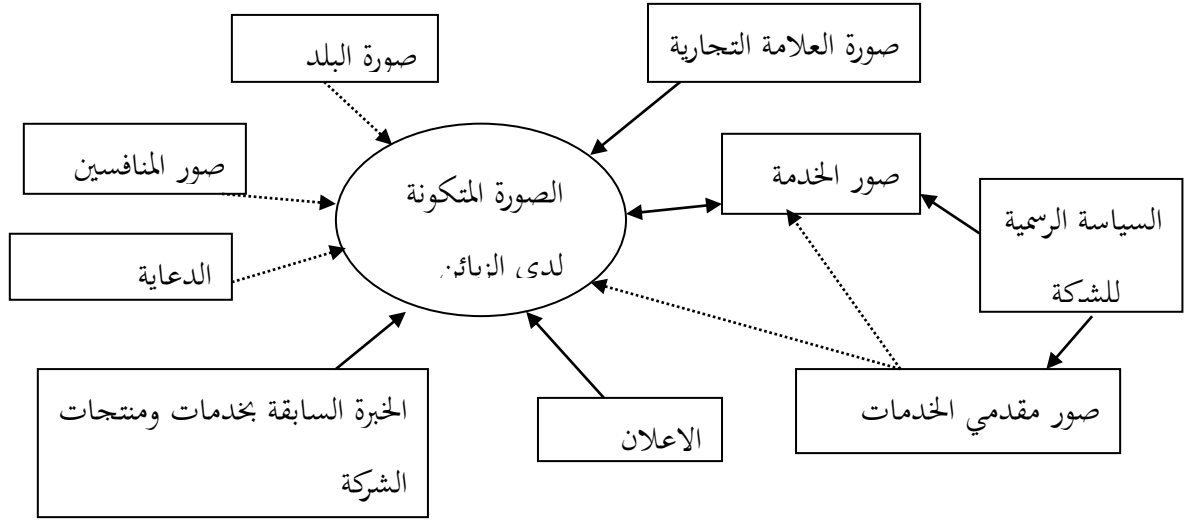 صورة العلامة التجارية
صورة البلد
صور المنافسين
صور الخدمة
الصورة المتكونة
لدى الزبائن
السياسة الرسمية
للشركة
الدعاية
الخبرة السابقة بخدمات ومنتجات
الشركة
الاعلان
صور مقدمي الخدمات